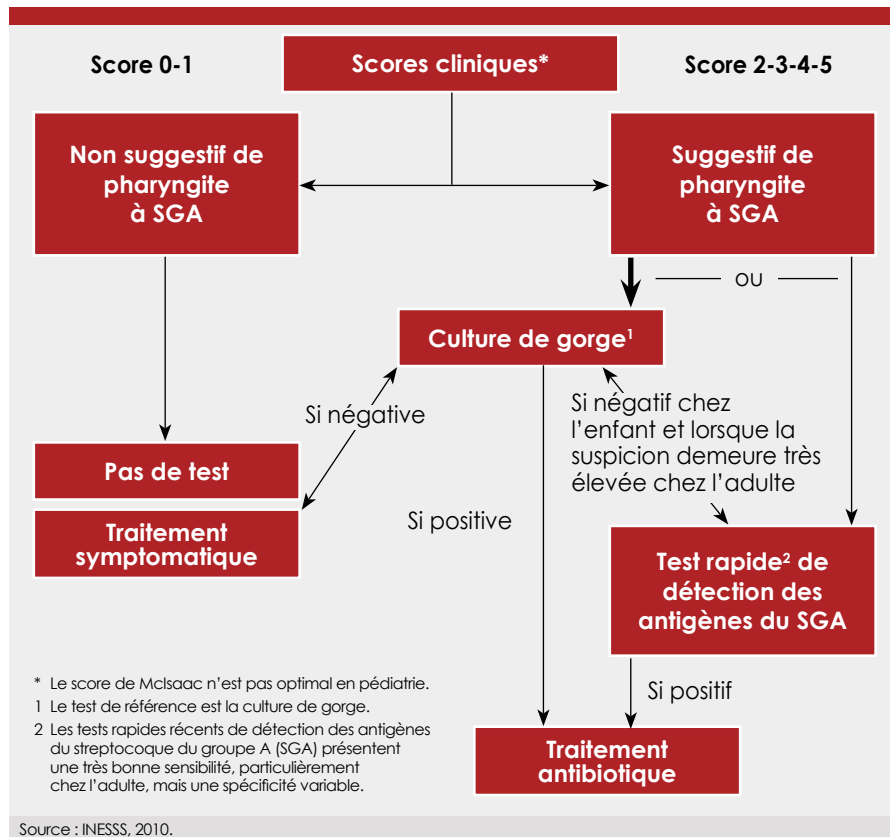 Score 0-1
Scores cliniques*
Score 2-3-4-5
Non suggestif de
pharyngite
à SGA
Suggestif de
pharyngite
à SGA
ou
Culture de gorge¹
Si négative
Si négatif chez
l'enfant et lorsque la
suspicion demeure très
élevée chez l'adulte
Pas de test
Traitement
symptomatique
Si positive
Test rapide² de
détection des
antigènes du SGA
Si positif
Traitement
antibiotique
* Le score de McIsaac n'est pas optimal en pédiatrie.
1 Le test de référence est la culture de gorge.
2 Les tests rapides récents de détection des antigènes
du streptocoque du groupe A (SGA) présentent
une très bonne sensibilité, particulièrement
chez l'adulte, mais une spécificité variable.
Source : INESSS, 2010.